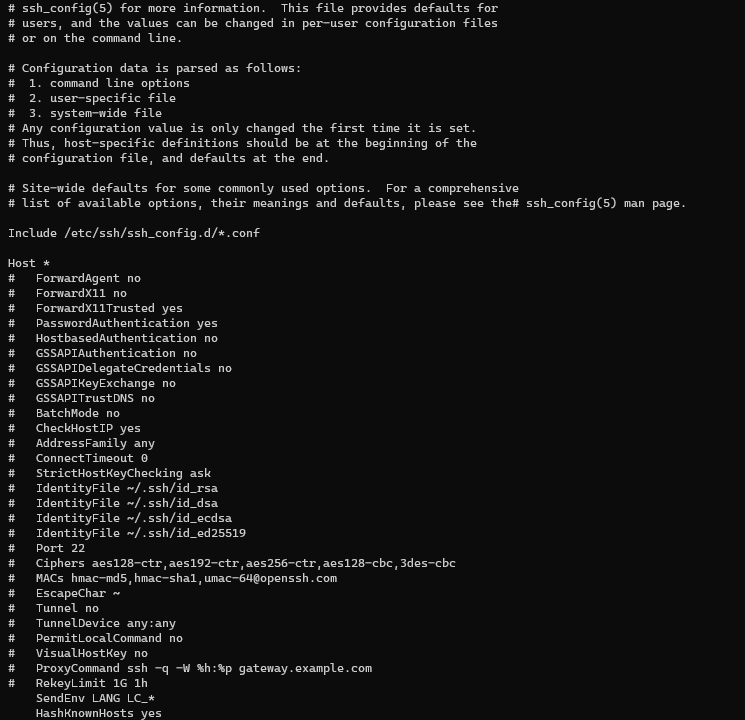 # ssh_config(5) for more information.  This file provides defaults for
# users, and the values can be changed in per-user configuration files
# or on the command line.

# Configuration data is parsed as follows:
#  1. command line options
#  2. user-specific file
#  3. system-wide file
# Any configuration value is only changed the first time it is set.
# Thus, host-specific definitions should be at the beginning of the
# configuration file, and defaults at the end.

# Site-wide defaults for some commonly used options.  For a comprehensive
# list of available options, their meanings and defaults, please see the# ssh_config(5) man page.

Include /etc/ssh/ssh_config.d/*.conf

Host *
#   ForwardAgent no
#   ForwardX11 no
#   ForwardX11Trusted yes
#   PasswordAuthentication yes
#   HostbasedAuthentication no
#   GSSAPIAuthentication no
#   GSSAPIDelegateCredentials no
#   GSSAPIKeyExchange no
#   GSSAPITrustDNS no
#   BatchMode no
#   CheckHostIP yes
#   AddressFamily any
#   ConnectTimeout 0
#   StrictHostKeyChecking ask
#   IdentityFile ~/.ssh/id_rsa
#   IdentityFile ~/.ssh/id_dsa
#   IdentityFile ~/.ssh/id_ecdsa
#   IdentityFile ~/.ssh/id_ed25519
#   Port 22
#   Ciphers aes128-ctr,aes192-ctr,aes256-ctr,aes128-cbc,3des-cbc
#   MACs hmac-md5,hmac-sha1,umac-64@openssh.com
#   EscapeChar ~
#   Tunnel no
#   TunnelDevice any:any
#   PermitLocalCommand no
#   VisualHostKey no
#   ProxyCommand ssh -q -W %h:%p gateway.example.com
#   RekeyLimit 1G 1h
    SendEnv LANG LC_*
    HashKnownHosts yes